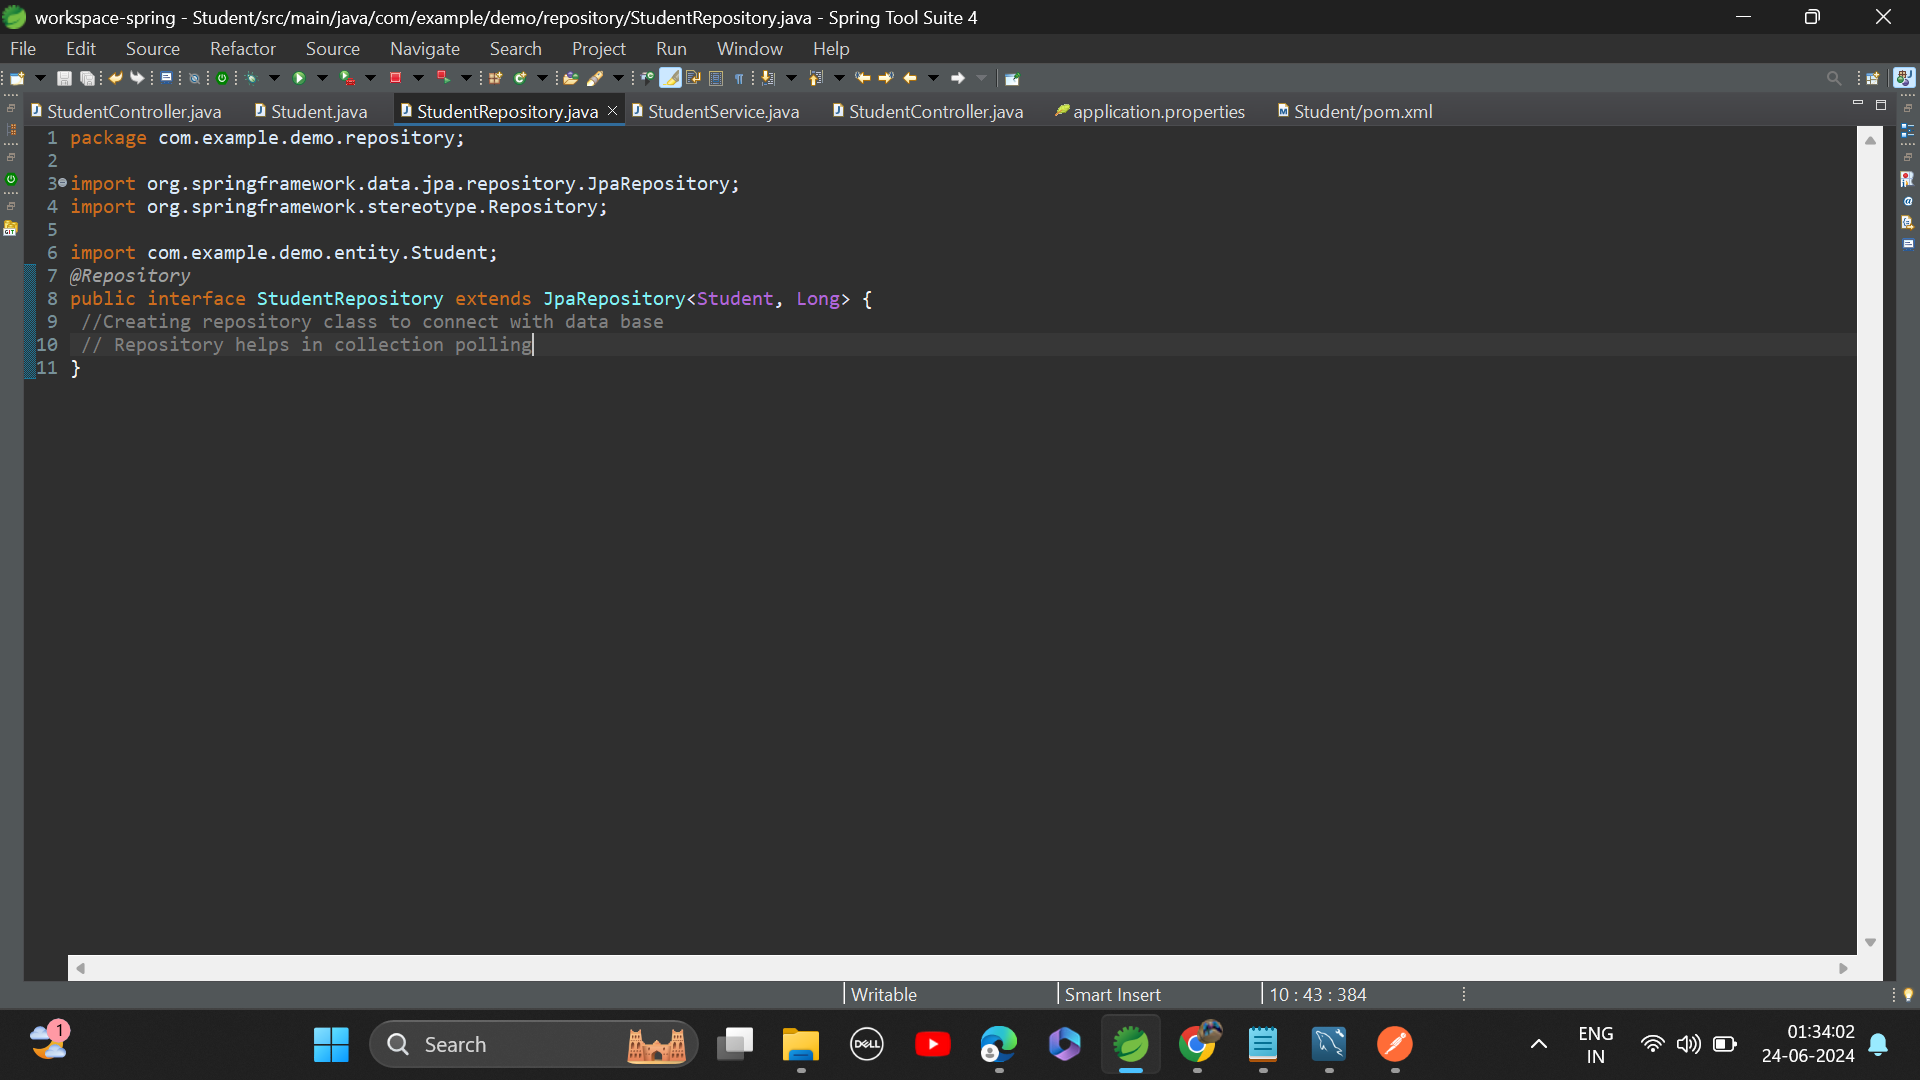 workspace-spring - Student/src/main/java/com/example/demo/repository/StudentRepository.java - Spring Tool Suite 4
File Edit Source Refactor Source Navigate Search Project Run Window Help
StudentController.java Student.java StudentRepository.java StudentService.java StudentController.java application.properties Student/pom.xml
1 package com.example.demo.repository;
2
3 import org.springframework.data.jpa.repository.JpaRepository;
4 import org.springframework.stereotype.Repository;
5
6 import com.example.demo.entity.Student;
7 @Repository
8 public interface StudentRepository extends JpaRepository<Student, Long> {
9 //Creating repository class to connect with data base
10 // Repository helps in collection polling
11 }
Writable Smart Insert 10 : 43 : 384
1 Search DELL ENG 01:34:02
IN 24-06-2024